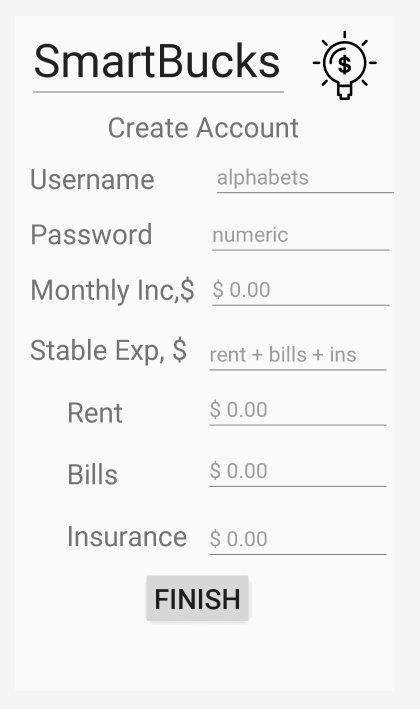 SmartBucks
$
Create Account
Username alphabets
Password numeric
Monthly Inc,$ $ 0.00
Stable Exp, $ rent + bills + ins
Rent $ 0.00
Bills $ 0.00
Insurance $ 0.00
FINISH